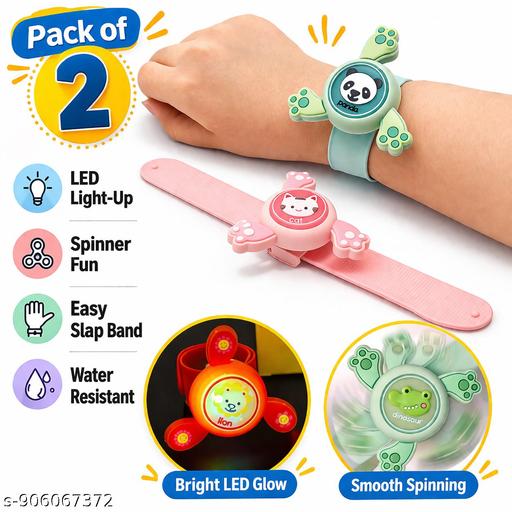 Pack of
2
LED
Light-Up
Spinner
Fun
Easy
Slap Band
Water
Resistant
panda
cat
lion
dinosaur
Bright LED Glow
Smooth Spinning
s-906067372